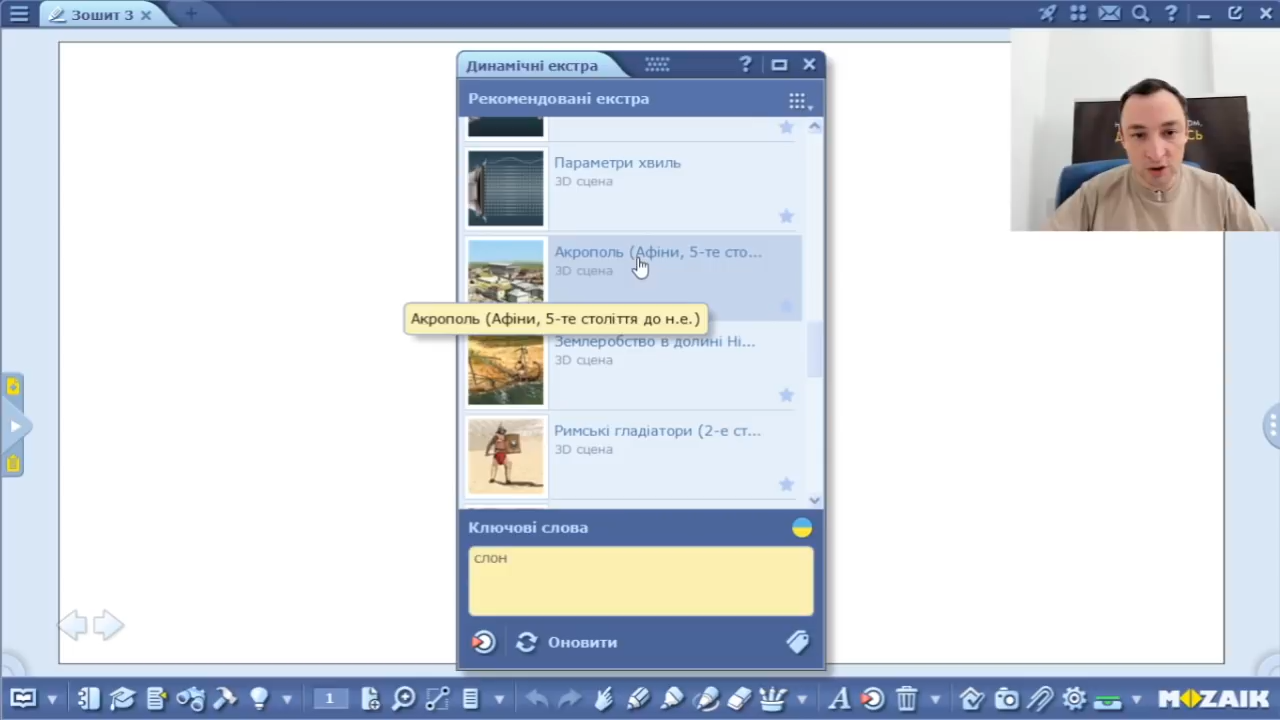 Зошит 3
Динамічні екстра
Рекомендовані екстра
Параметри хвиль
3D сцена
Акрополь (Афіни, 5-те сто...
3D сцена
Акрополь (Афіни, 5-те століття до н.е.)
Землеробство в долині Ні...
3D сцена
Римські гладіатори (2-е ст...
3D сцена
Ключові слова
слон
Оновити
1
MOZAIK